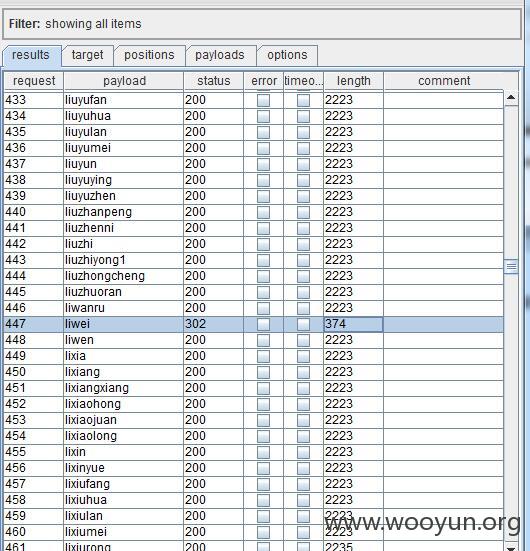 Filter: showing all items
results target positions payloads options
request payload status error timeo... length comment
433 liuyufan 200 2223
434 liuyuhua 200 2223
435 liuyulan 200 2223
436 liuyumei 200 2223
437 liuyun 200 2223
438 liuyuying 200 2223
439 liuyuzhen 200 2223
440 liuzhanpeng 200 2223
441 liuzhenni 200 2223
442 liuzhi 200 2223
443 liuzhiyong1 200 2223
444 liuzhongcheng 200 2223
445 liuzhuoran 200 2223
446 liwanru 200 2223
447 liwei 302 374
448 liwen 200 2223
449 lixia 200 2223
450 lixiang 200 2223
451 lixiangxiang 200 2223
452 lixiaohong 200 2223
453 lixiaojuan 200 2223
454 lixiaolong 200 2223
455 lixin 200 2223
456 lixinyue 200 2223
457 lixiufang 200 2223
458 lixiuhua 200 2223
459 lixiulan 200 2223
460 lixiumei 200 2223
461 lixiurong 200 2235
www.wooyun.org